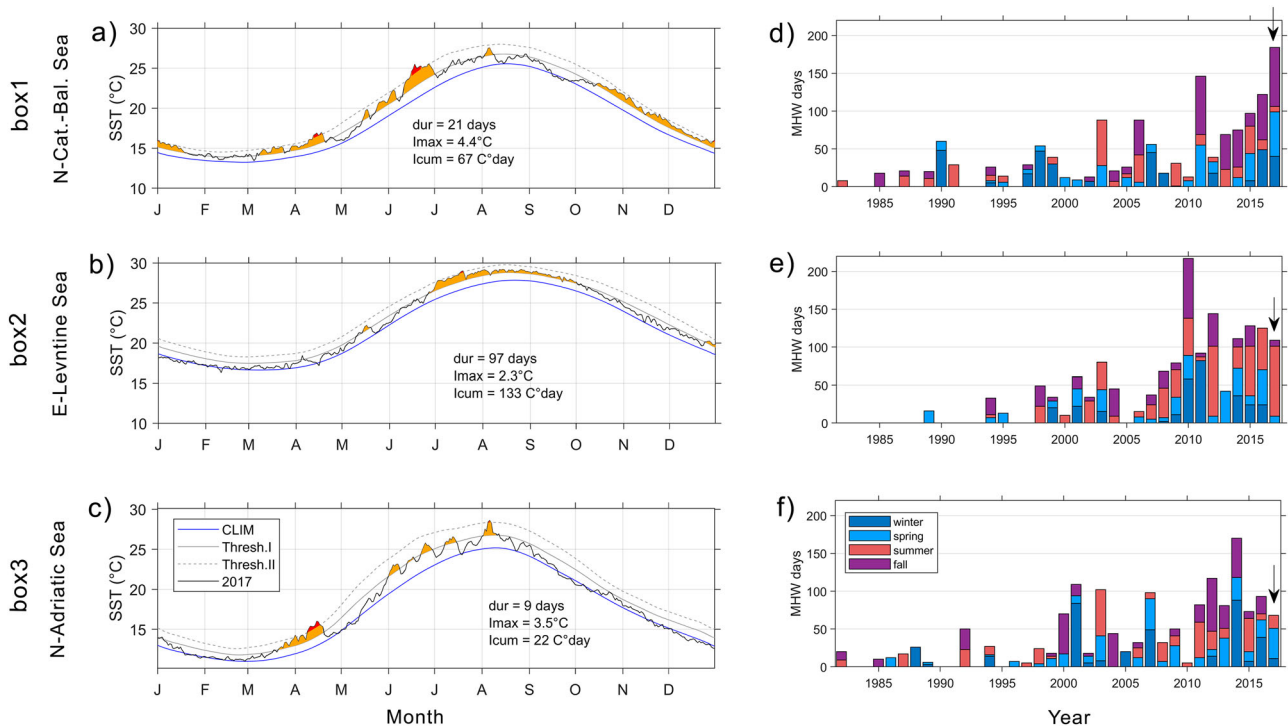 box1
N-Cat.-Bal. Sea
a)
SST (°C)
30
25
20
15
10
dur = 21 days
Imax = 4.4°C
Icum = 67 C°day
J F M A M J J A S O N D
d)
MHW days
200
150
100
50
0
1985 1990 1995 2000 2005 2010 2015
box2
E-Levntine Sea
b)
SST (°C)
30
25
20
15
10
dur = 97 days
Imax = 2.3°C
Icum = 133 C°day
J F M A M J J A S O N D
e)
MHW days
200
150
100
50
0
1985 1990 1995 2000 2005 2010 2015
box3
N-Adriatic Sea
c)
SST (°C)
30
25
20
15
CLIM
Thresh.I
Thresh.II
2017
dur = 9 days
Imax = 3.5°C
Icum = 22 C°day
J F M A M J J A S O N D
Month
f)
MHW days
200
150
100
50
0
winter
spring
summer
fall
1985 1990 1995 2000 2005 2010 2015
Year